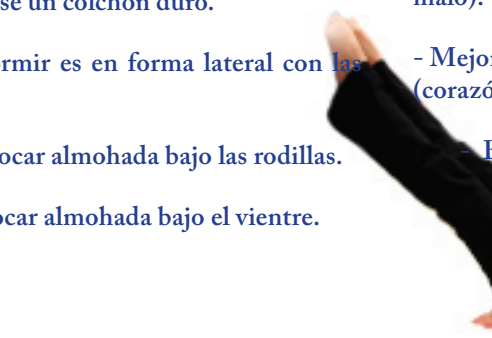 se un colchón duro.
rmir es en forma lateral con las
ocar almohada bajo las rodillas.
ocar almohada bajo el vientre.
malo).
- Mejor
(corazó
-